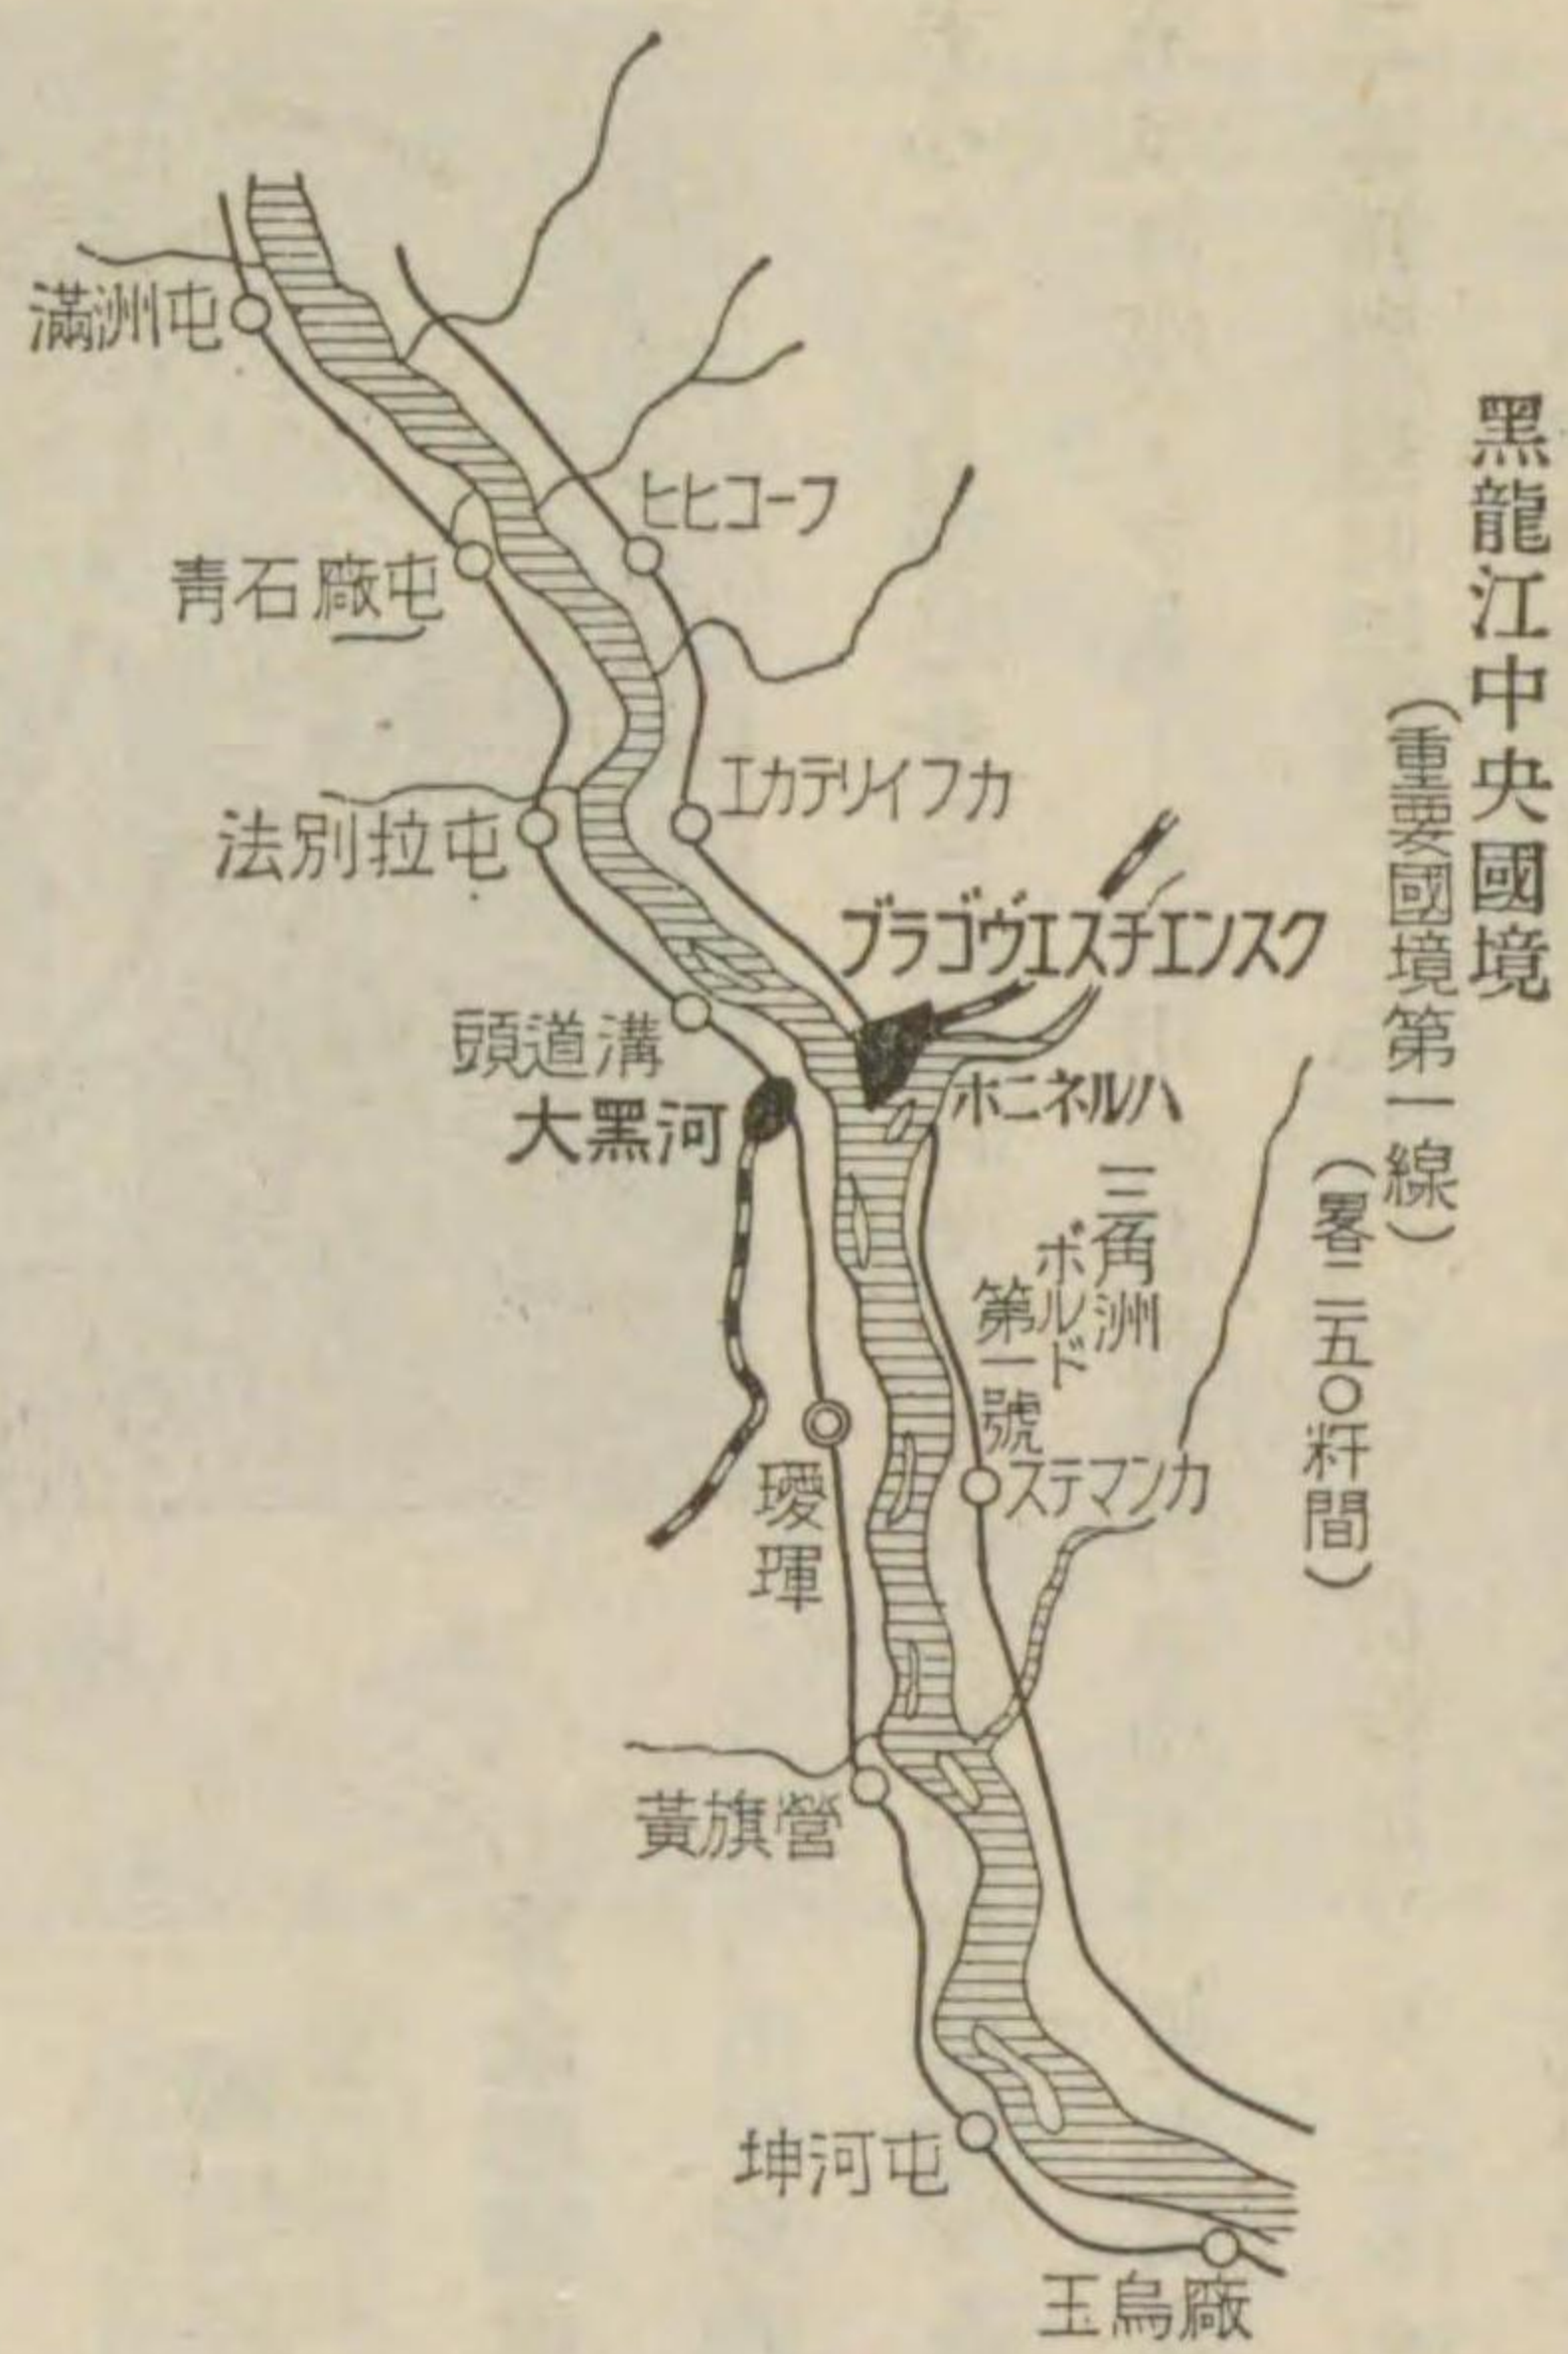 黑龍江中央國境
（重要國境第一線）
（畧二五〇粁間）
滿洲屯
ヒヒコーフ
青石廠屯
エカテリイフカ
法別拉屯
ブラゴヴエスチエンスク
頭道溝
ホニネルハ
大黑河
三角洲
ボルド
第一號
ステマンカ
璦琿
黃旗營
坤河屯
玉烏廠